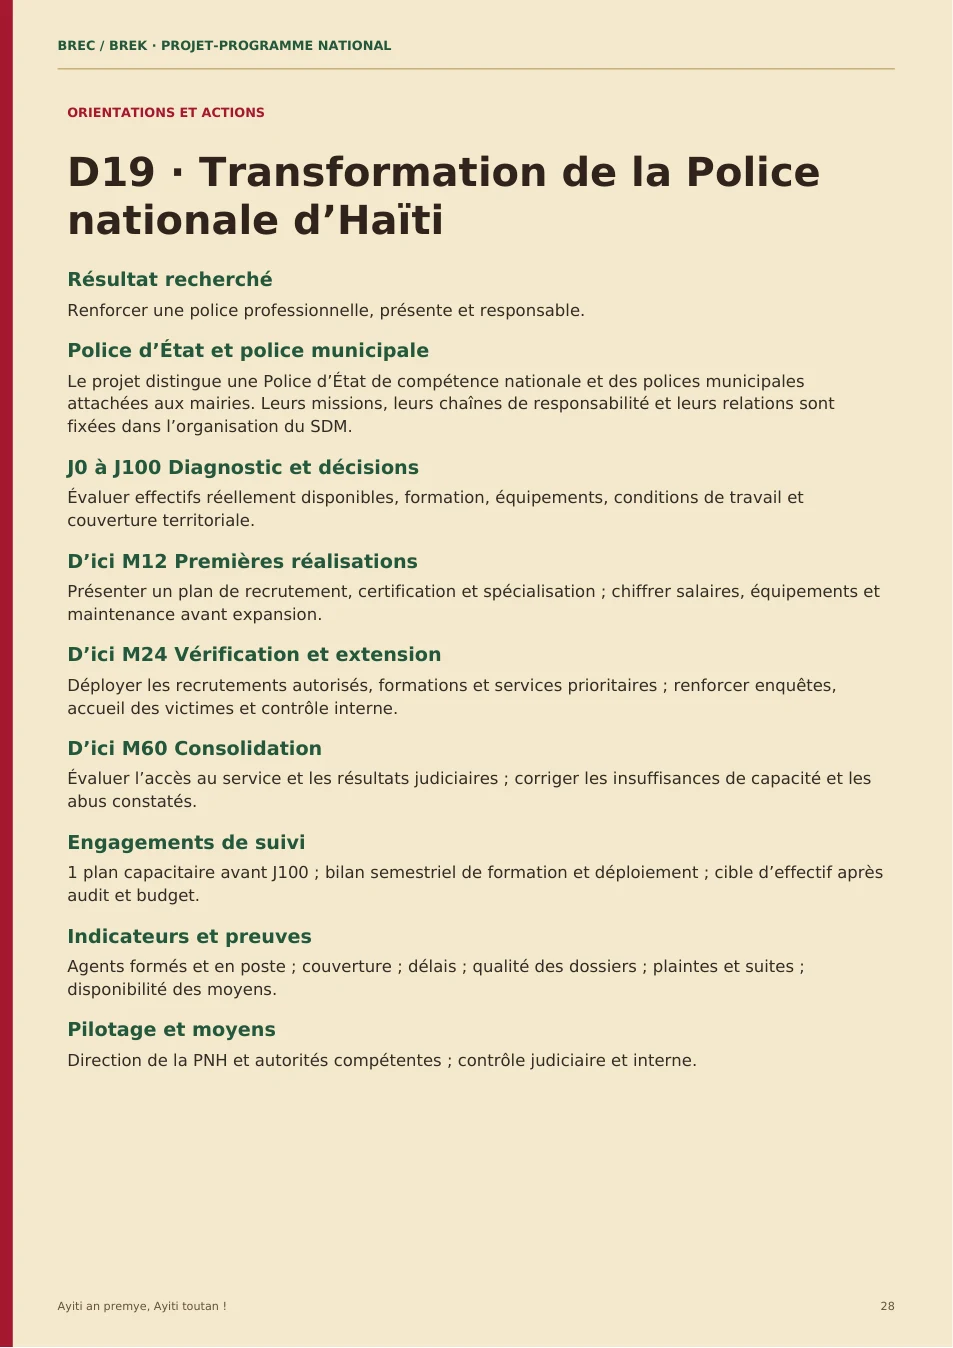 BREC / BREK · PROJET-PROGRAMME NATIONAL
ORIENTATIONS ET ACTIONS
D19 · Transformation de la Police
nationale d’Haïti
Résultat recherché
Renforcer une police professionnelle, présente et responsable.
Police d’État et police municipale
Le projet distingue une Police d’État de compétence nationale et des polices municipales
attachées aux mairies. Leurs missions, leurs chaînes de responsabilité et leurs relations sont
fixées dans l’organisation du SDM.
J0 à J100 Diagnostic et décisions
Évaluer effectifs réellement disponibles, formation, équipements, conditions de travail et
couverture territoriale.
D’ici M12 Premières réalisations
Présenter un plan de recrutement, certification et spécialisation ; chiffrer salaires, équipements et
maintenance avant expansion.
D’ici M24 Vérification et extension
Déployer les recrutements autorisés, formations et services prioritaires ; renforcer enquêtes,
accueil des victimes et contrôle interne.
D’ici M60 Consolidation
Évaluer l’accès au service et les résultats judiciaires ; corriger les insuffisances de capacité et les
abus constatés.
Engagements de suivi
1 plan capacitaire avant J100 ; bilan semestriel de formation et déploiement ; cible d’effectif après
audit et budget.
Indicateurs et preuves
Agents formés et en poste ; couverture ; délais ; qualité des dossiers ; plaintes et suites ;
disponibilité des moyens.
Pilotage et moyens
Direction de la PNH et autorités compétentes ; contrôle judiciaire et interne.
Ayiti an premye, Ayiti toutan !
28